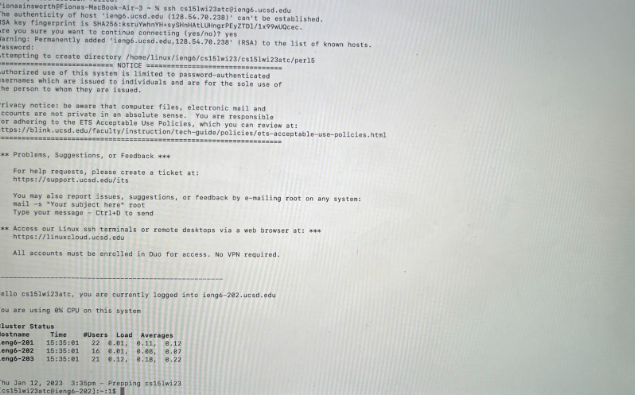 fionaeinsworth@Fionas-MacBook-Air-3 ~ % ssh cs15lwi23atc@ieng6.ucsd.edu
The authenticity of host 'ieng6.ucsd.edu (128.54.70.238)' can't be established.
RSA key fingerprint is
Are you sure you want to continue connecting (yes/no)? yes
Warning: Permanently added 'ieng6.ucsd.edu,128.54.70.238' (RSA) to the list of known hosts.
Password:
Attempting to create directory /home/linux/ieng6/cs15lwi23/cs15lwi23atc/perl5
============================ NOTICE =================================
Authorized use of this system is limited to password-authenticated
usernames which are issued to individuals and are for the sole use of
the person to whom they are issued.
Privacy notice: be aware that computer files, electronic mail and
accounts are not private in an absolute sense. You are responsible
for adhering to the ETS Acceptable Use Policies, which you can review at:
https://blink.ucsd.edu/faculty/instruction/tech-guide/policies/ets-acceptable-use-policies.html
=====================================================================
*** Problems, Suggestions, or Feedback ***
For help requests, please create a ticket at:
https://support.ucsd.edu/its
You may also report issues, suggestions, or feedback by e-mailing root on any system:
mail -s "Your subject here" root
Type your message - Ctrl+D to send
*** Access our Linux ssh terminals or remote desktops via a web browser at: ***
https://linuxcloud.ucsd.edu
All accounts must be enrolled in Duo for access. No VPN required.
Hello cs15lwi23atc, you are currently logged into ieng6-202.ucsd.edu
You are using 0% CPU on this system
Cluster Status
Hostname Time #Users Load Averages
ieng6-201 15:35:01 22 0.01, 0.11, 0.12
ieng6-202 15:35:01 16 0.01, 0.08, 0.07
ieng6-203 15:35:01 21 0.12, 0.18, 0.22
Thu Jan 12, 2023 3:35pm - Prepping cs15lwi23
[cs15lwi23atc@ieng6-202]:~:1$